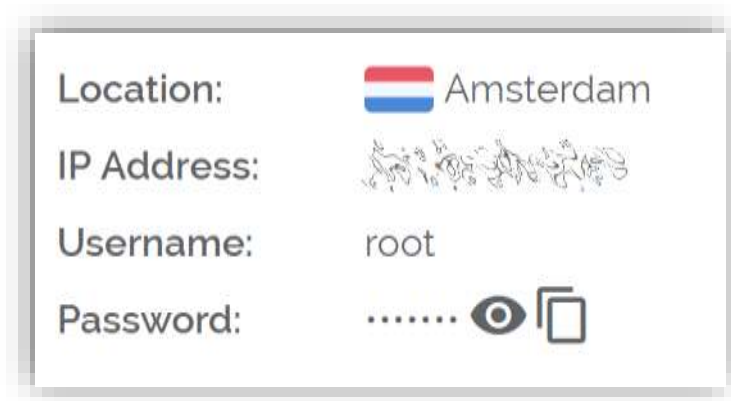 Location: Amsterdam
IP Address:
Username: root
Password: ·······